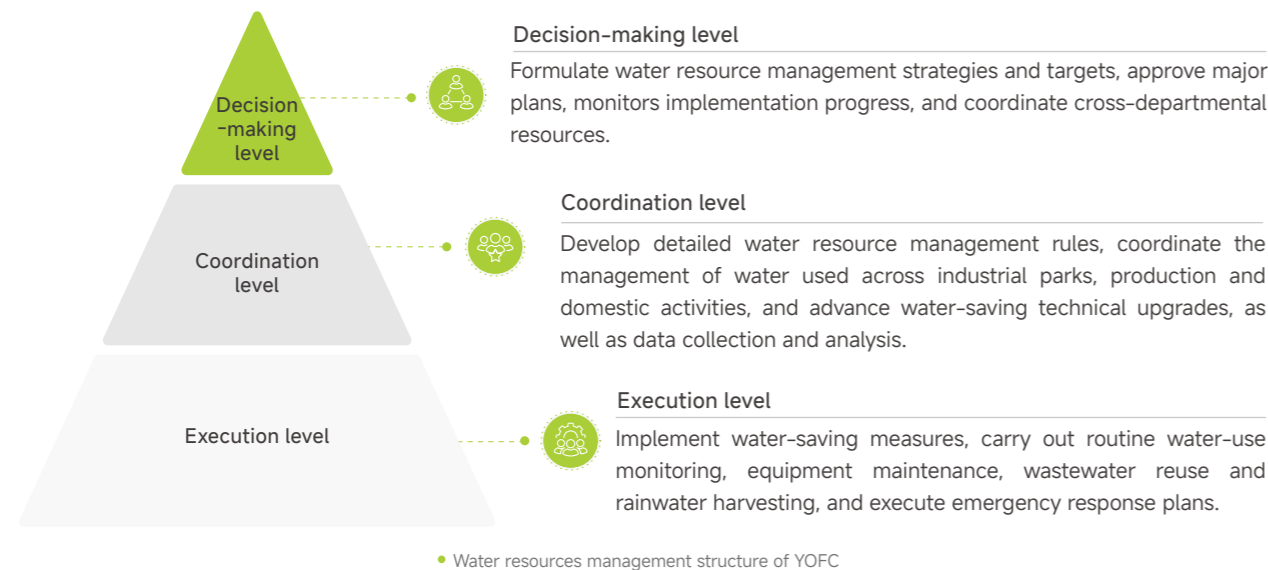 Decision
-making
level
Decision-making level
Formulate water resource management strategies and targets, approve major
plans, monitors implementation progress, and coordinate cross-departmental
resources.
Coordination
level
Coordination level
Develop detailed water resource management rules, coordinate the
management of water used across industrial parks, production and
domestic activities, and advance water-saving technical upgrades, as
well as data collection and analysis.
Execution level
Execution level
Implement water-saving measures, carry out routine water-use
monitoring, equipment maintenance, wastewater reuse and
rainwater harvesting, and execute emergency response plans.
Water resources management structure of YOFC